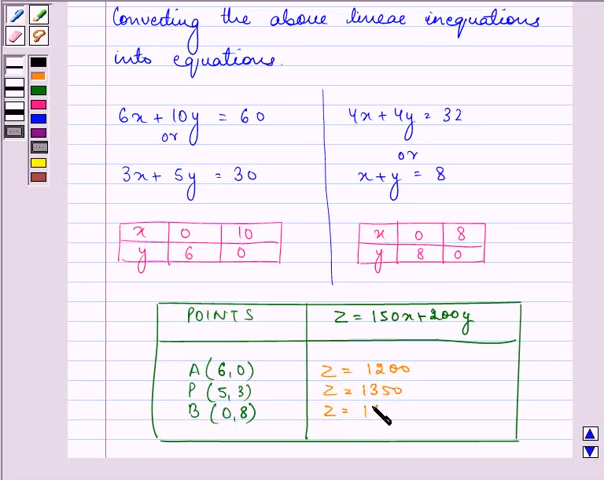 Converting the above linear inequations
into equations.
6x + 10y = 60
or
3x + 5y = 30
4x + 4y = 32
or
x + y = 8
x 0 10
y 6 0
x 0 8
y 8 0
POINTS Z = 150x + 200y
A (6,0) Z = 1200
P (5,3) Z = 1350
B (0,8) Z = 1